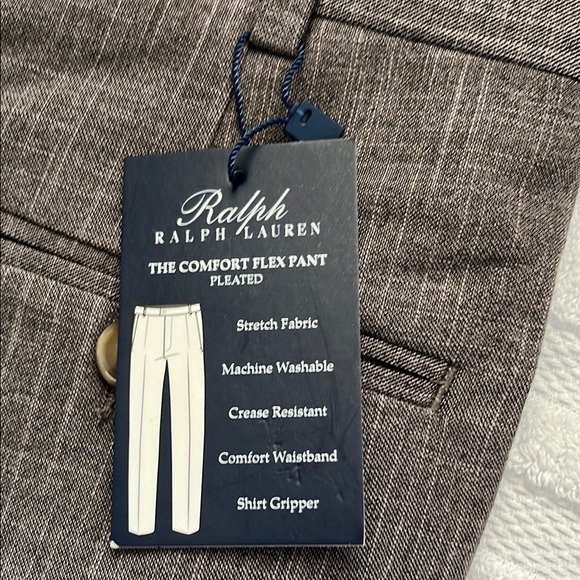 Ralph
RALPH LAUREN
THE COMFORT FLEX PANT
PLEATED
Stretch Fabric
Machine Washable
Crease Resistant
Comfort Waistband
Shirt Gripper